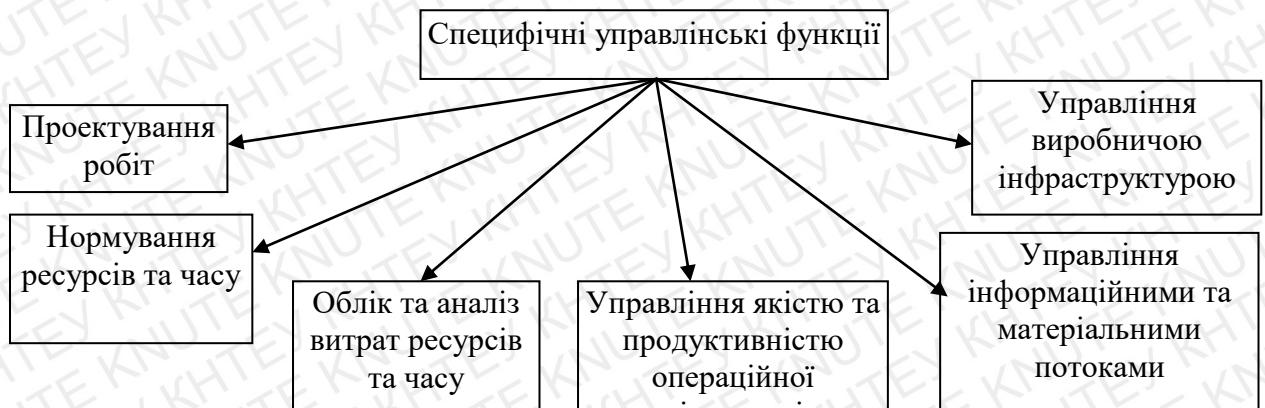 Специфічні управлінські функції
Проектування
робіт
Нормування
ресурсів та часу
Облік та аналіз
витрат ресурсів
та часу
Управління якістю та
продуктивністю
операційної
Управління
інформаційними та
матеріальними
потоками
Управління
виробничою
інфраструктурою